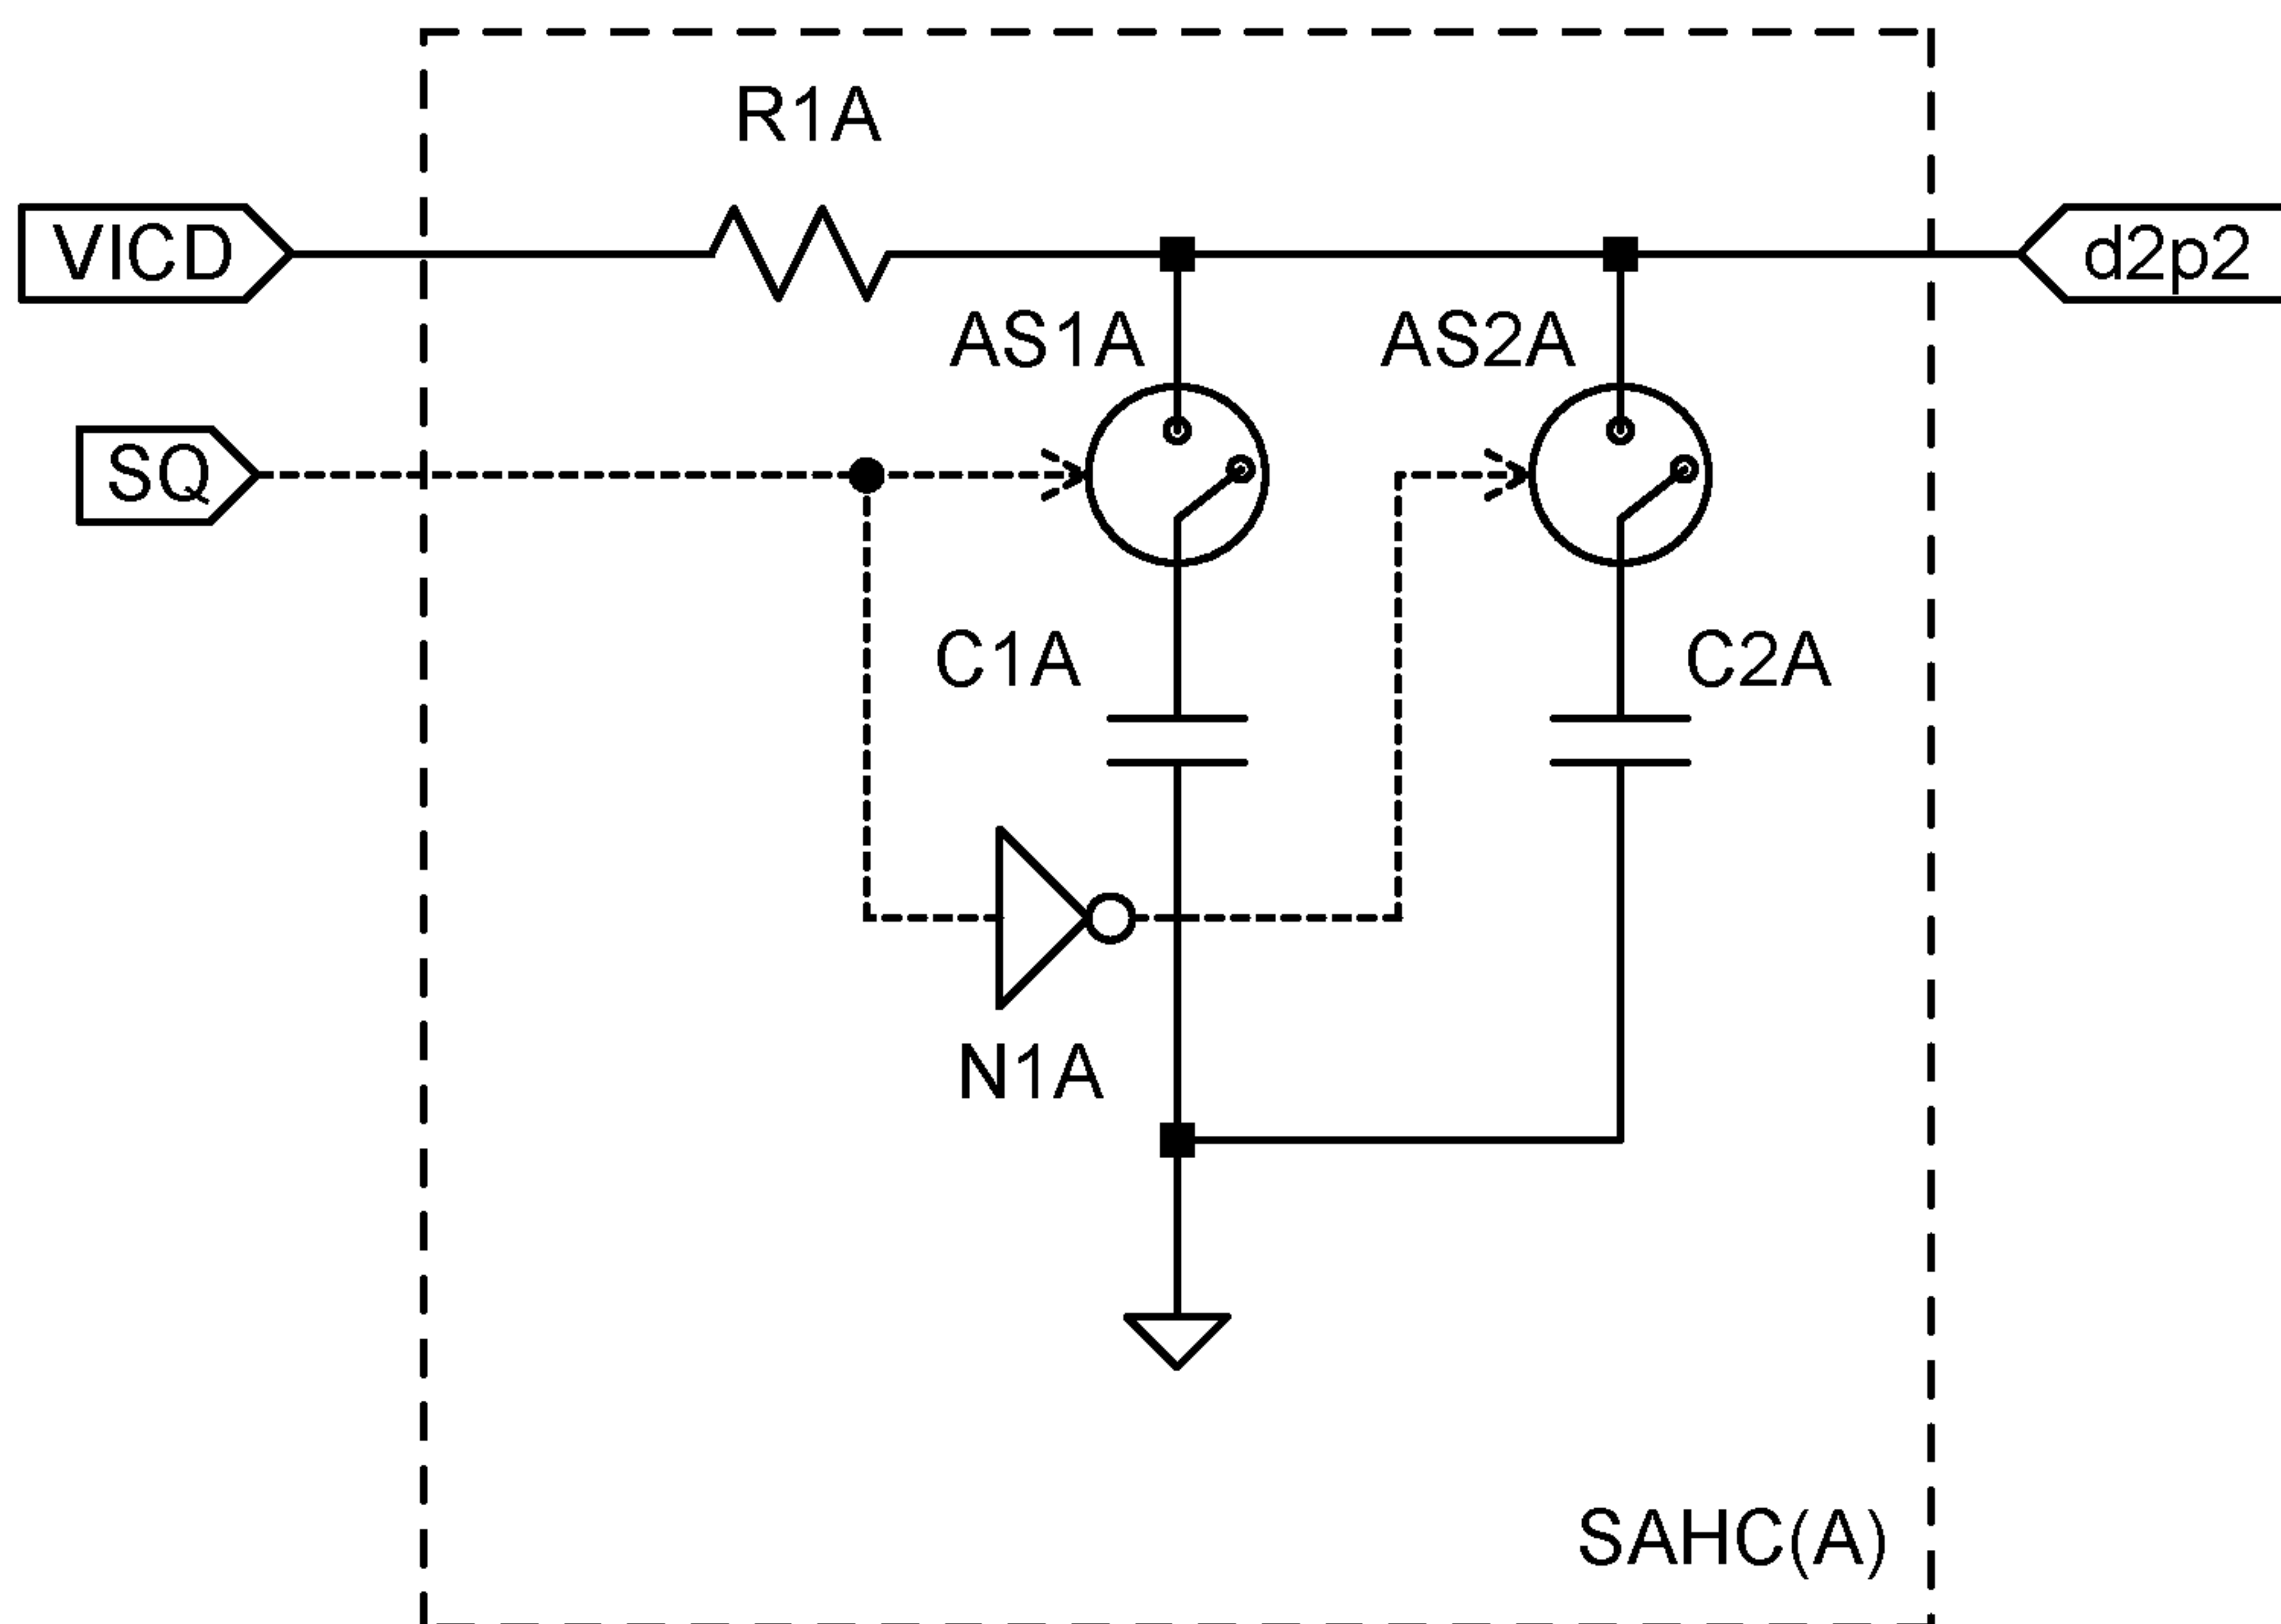 R1A
VICD
d2p2
AS1A
AS2A
SQ
C1A
C2A
N1A
SAHC(A)